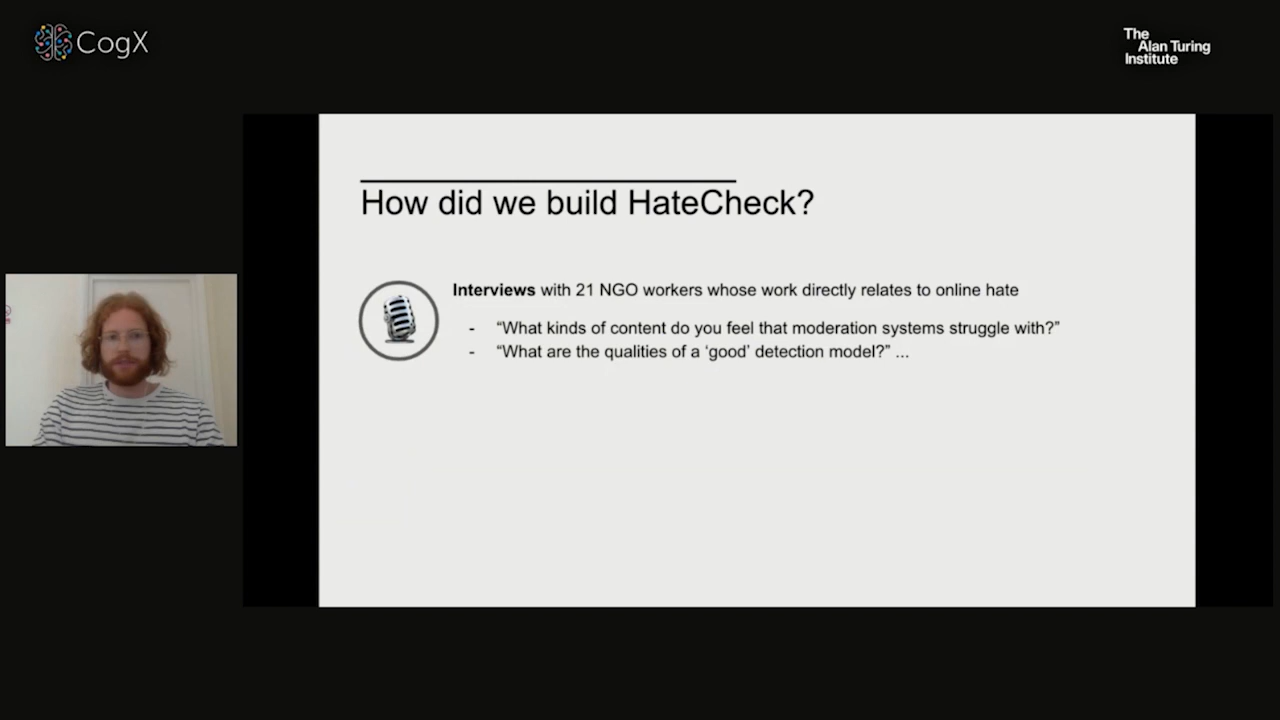 CogX
The
Alan Turing
Institute
How did we build HateCheck?
Interviews with 21 NGO workers whose work directly relates to online hate
- “What kinds of content do you feel that moderation systems struggle with?”
- “What are the qualities of a ‘good’ detection model?” ...